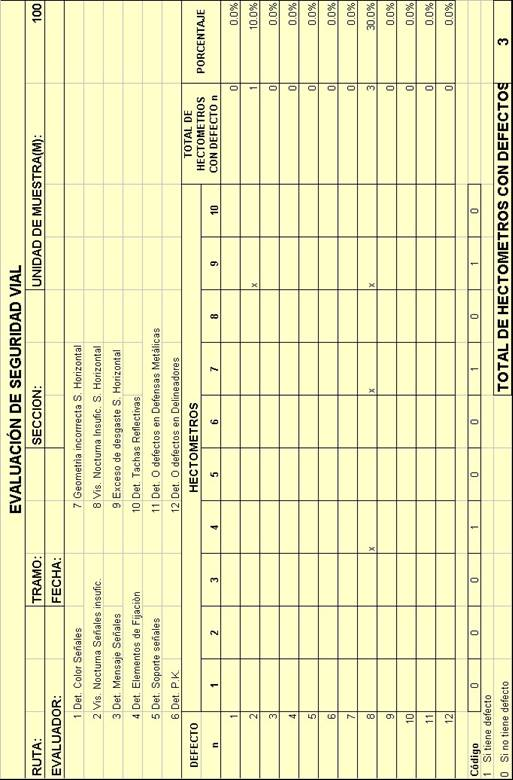 EVALUACIÓN DE SEGURIDAD VIAL
RUTA: TRAMO: SECCION: UNIDAD DE MUESTRA(M): 100
EVALUADOR: FECHA:
1 Det. Color Señales 7 Geometria incorrrecta S. Horizontal
2 Vis. Nocturna Señales insufic. 8 Vis. Nocturna Insufic. S. Horizontal
3 Det. Mensaje Señales 9 Exceso de desgaste S. Horizontal
4 Det. Elementos de Fijación 10 Det. Tachas Reflectivas
5 Det. Soporte señales 11 Det. O defectos en Defensas Metálicas
6 Det. P.K. 12 Det. O defectos en Delineadores
DEFECTO HECTOMETROS TOTAL DE HECTOMETROS CON DEFECTO n PORCENTAJE
n 1 2 3 4 5 6 7 8 9 10
1 0 0.0%
2 x 1 10.0%
3 0 0.0%
4 0 0.0%
5 0 0.0%
6 0 0.0%
7 0 0.0%
8 x x x 3 30.0%
9 0 0.0%
10 0 0.0%
11 0 0.0%
12 0 0.0%
Código 0 0 0 1 0 0 1 0 1 0
1 Si tiene defecto
0 Si no tiene defecto TOTAL DE HECTOMETROS CON DEFECTOS 3